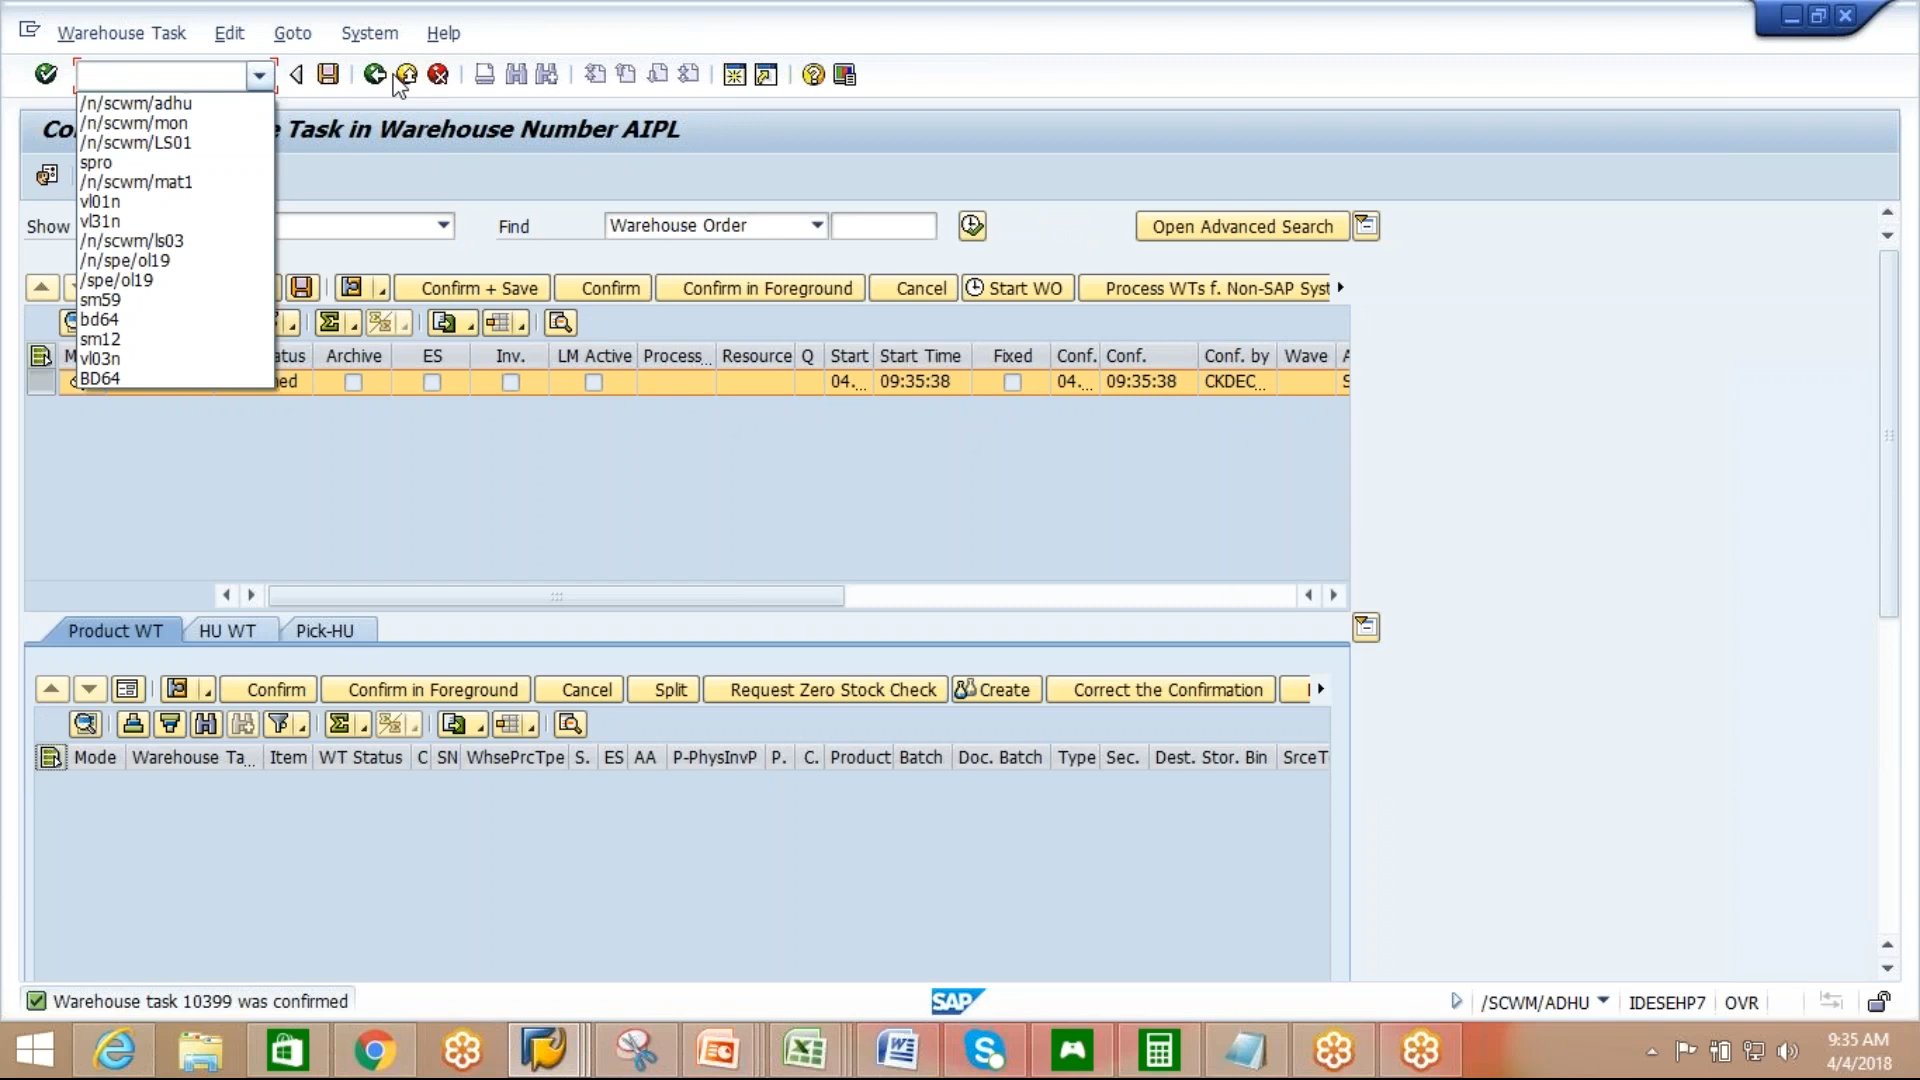 Warehouse Task Edit Goto System Help
/n/scwm/adhu
/n/scwm/mon
/n/scwm/LS01
spro
/n/scwm/mat1
vl01n
vl31n
/n/scwm/ls03
/n/spe/ol19
/spe/ol19
sm59
bd64
sm12
vl03n
BD64
Co Task in Warehouse Number AIPL
Show Find Warehouse Order Open Advanced Search
Confirm + Save Confirm Confirm in Foreground Cancel Start WO Process WTs f. Non-SAP Syst
M atus Archive ES Inv. LM Active Process... Resource Q Start Start Time Fixed Conf. Conf. Conf. by Wave A
ned 04.... 09:35:38 04.... 09:35:38 CKDEC... S
Product WT HU WT Pick-HU
Confirm Confirm in Foreground Cancel Split Request Zero Stock Check Create Correct the Confirmation
Mode Warehouse Ta... Item WT Status C SN WhsePrcTpe S. ES AA P-PhysInvP P. C. Product Batch Doc. Batch Type Sec. Dest. Stor. Bin SrceT
Warehouse task 10399 was confirmed SAP /SCWM/ADHU IDESEHP7 OVR
9:35 AM
4/4/2018